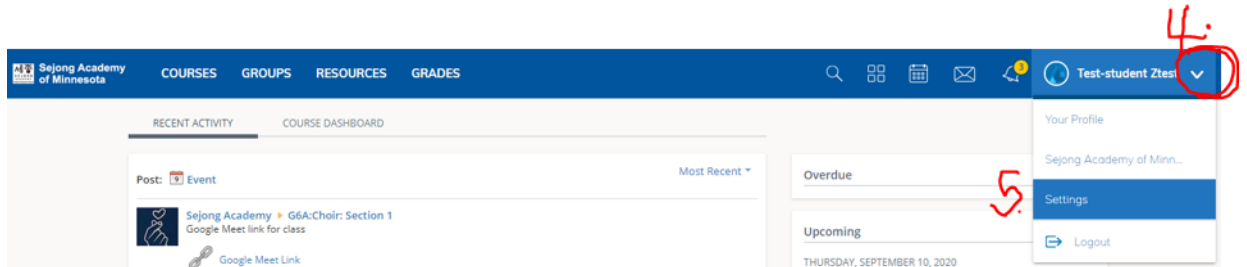 4.
세종 Sejong Academy
of Minnesota
COURSES GROUPS RESOURCES GRADES
3
Test-student Ztest
RECENT ACTIVITY COURSE DASHBOARD
Your Profile
Sejong Academy of Minn...
5.
Settings
Logout
Post: 9 Event
Most Recent
Sejong Academy ▸ G6A:Choir: Section 1
Google Meet link for class
Google Meet Link
Overdue
Upcoming
THURSDAY, SEPTEMBER 10, 2020